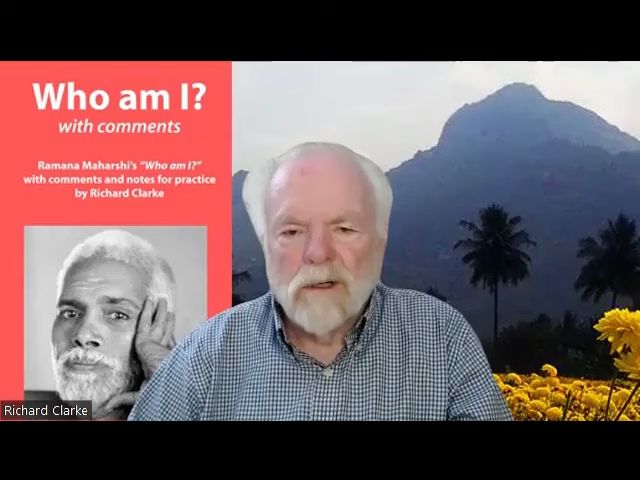 Who am I?
with comments
Ramana Maharshi's "Who am I?"
with comments and notes for practice
by Richard Clarke
Richard Clarke